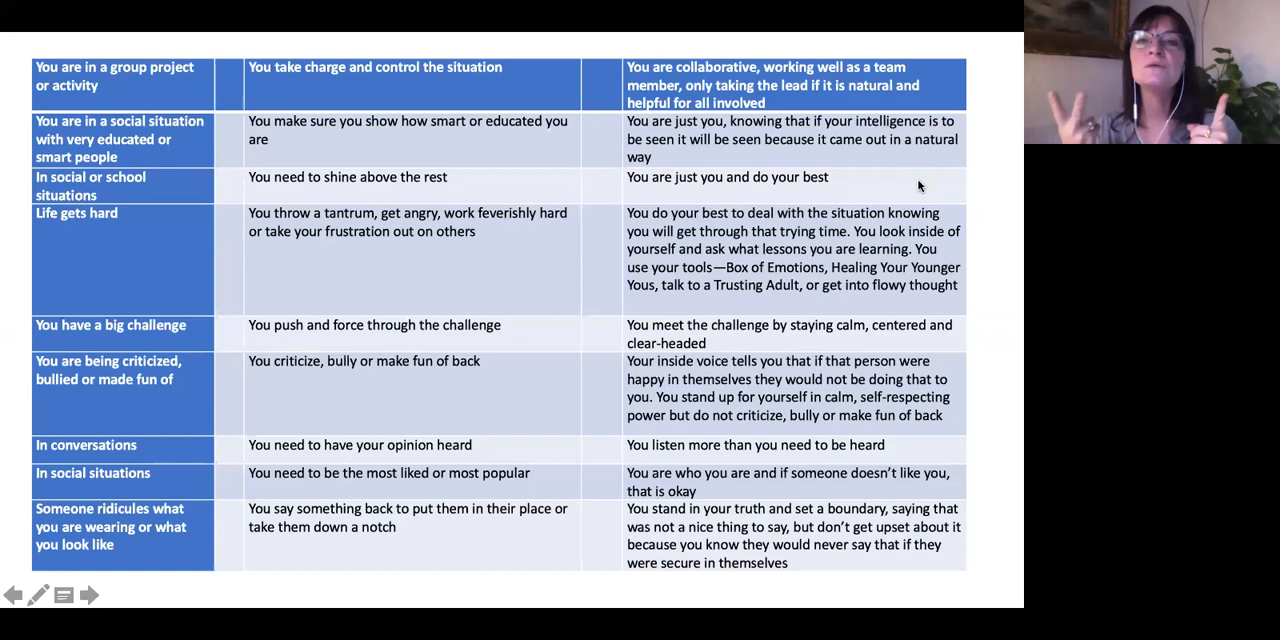 You are in a group project
or activity
You take charge and control the situation
You are collaborative, working well as a team
member, only taking the lead if it is natural and
helpful for all involved
You are in a social situation
with very educated or
smart people
You make sure you show how smart or educated you
are
You are just you, knowing that if your intelligence is to
be seen it will be seen because it came out in a natural
way
In social or school
situations
You need to shine above the rest
You are just you and do your best
Life gets hard
You throw a tantrum, get angry, work feverishly hard
or take your frustration out on others
You do your best to deal with the situation knowing
you will get through that trying time. You look inside of
yourself and ask what lessons you are learning. You
use your tools—Box of Emotions, Healing Your Younger
Yous, talk to a Trusting Adult, or get into flowy thought
You have a big challenge
You push and force through the challenge
You meet the challenge by staying calm, centered and
clear-headed
You are being criticized,
bullied or made fun of
You criticize, bully or make fun of back
Your inside voice tells you that if that person were
happy in themselves they would not be doing that to
you. You stand up for yourself in calm, self-respecting
power but do not criticize, bully or make fun of back
In conversations
You need to have your opinion heard
You listen more than you need to be heard
In social situations
You need to be the most liked or most popular
You are who you are and if someone doesn’t like you,
that is okay
Someone ridicules what
you are wearing or what
you look like
You say something back to put them in their place or
take them down a notch
You stand in your truth and set a boundary, saying that
was not a nice thing to say, but don’t get upset about it
because you know they would never say that if they
were secure in themselves